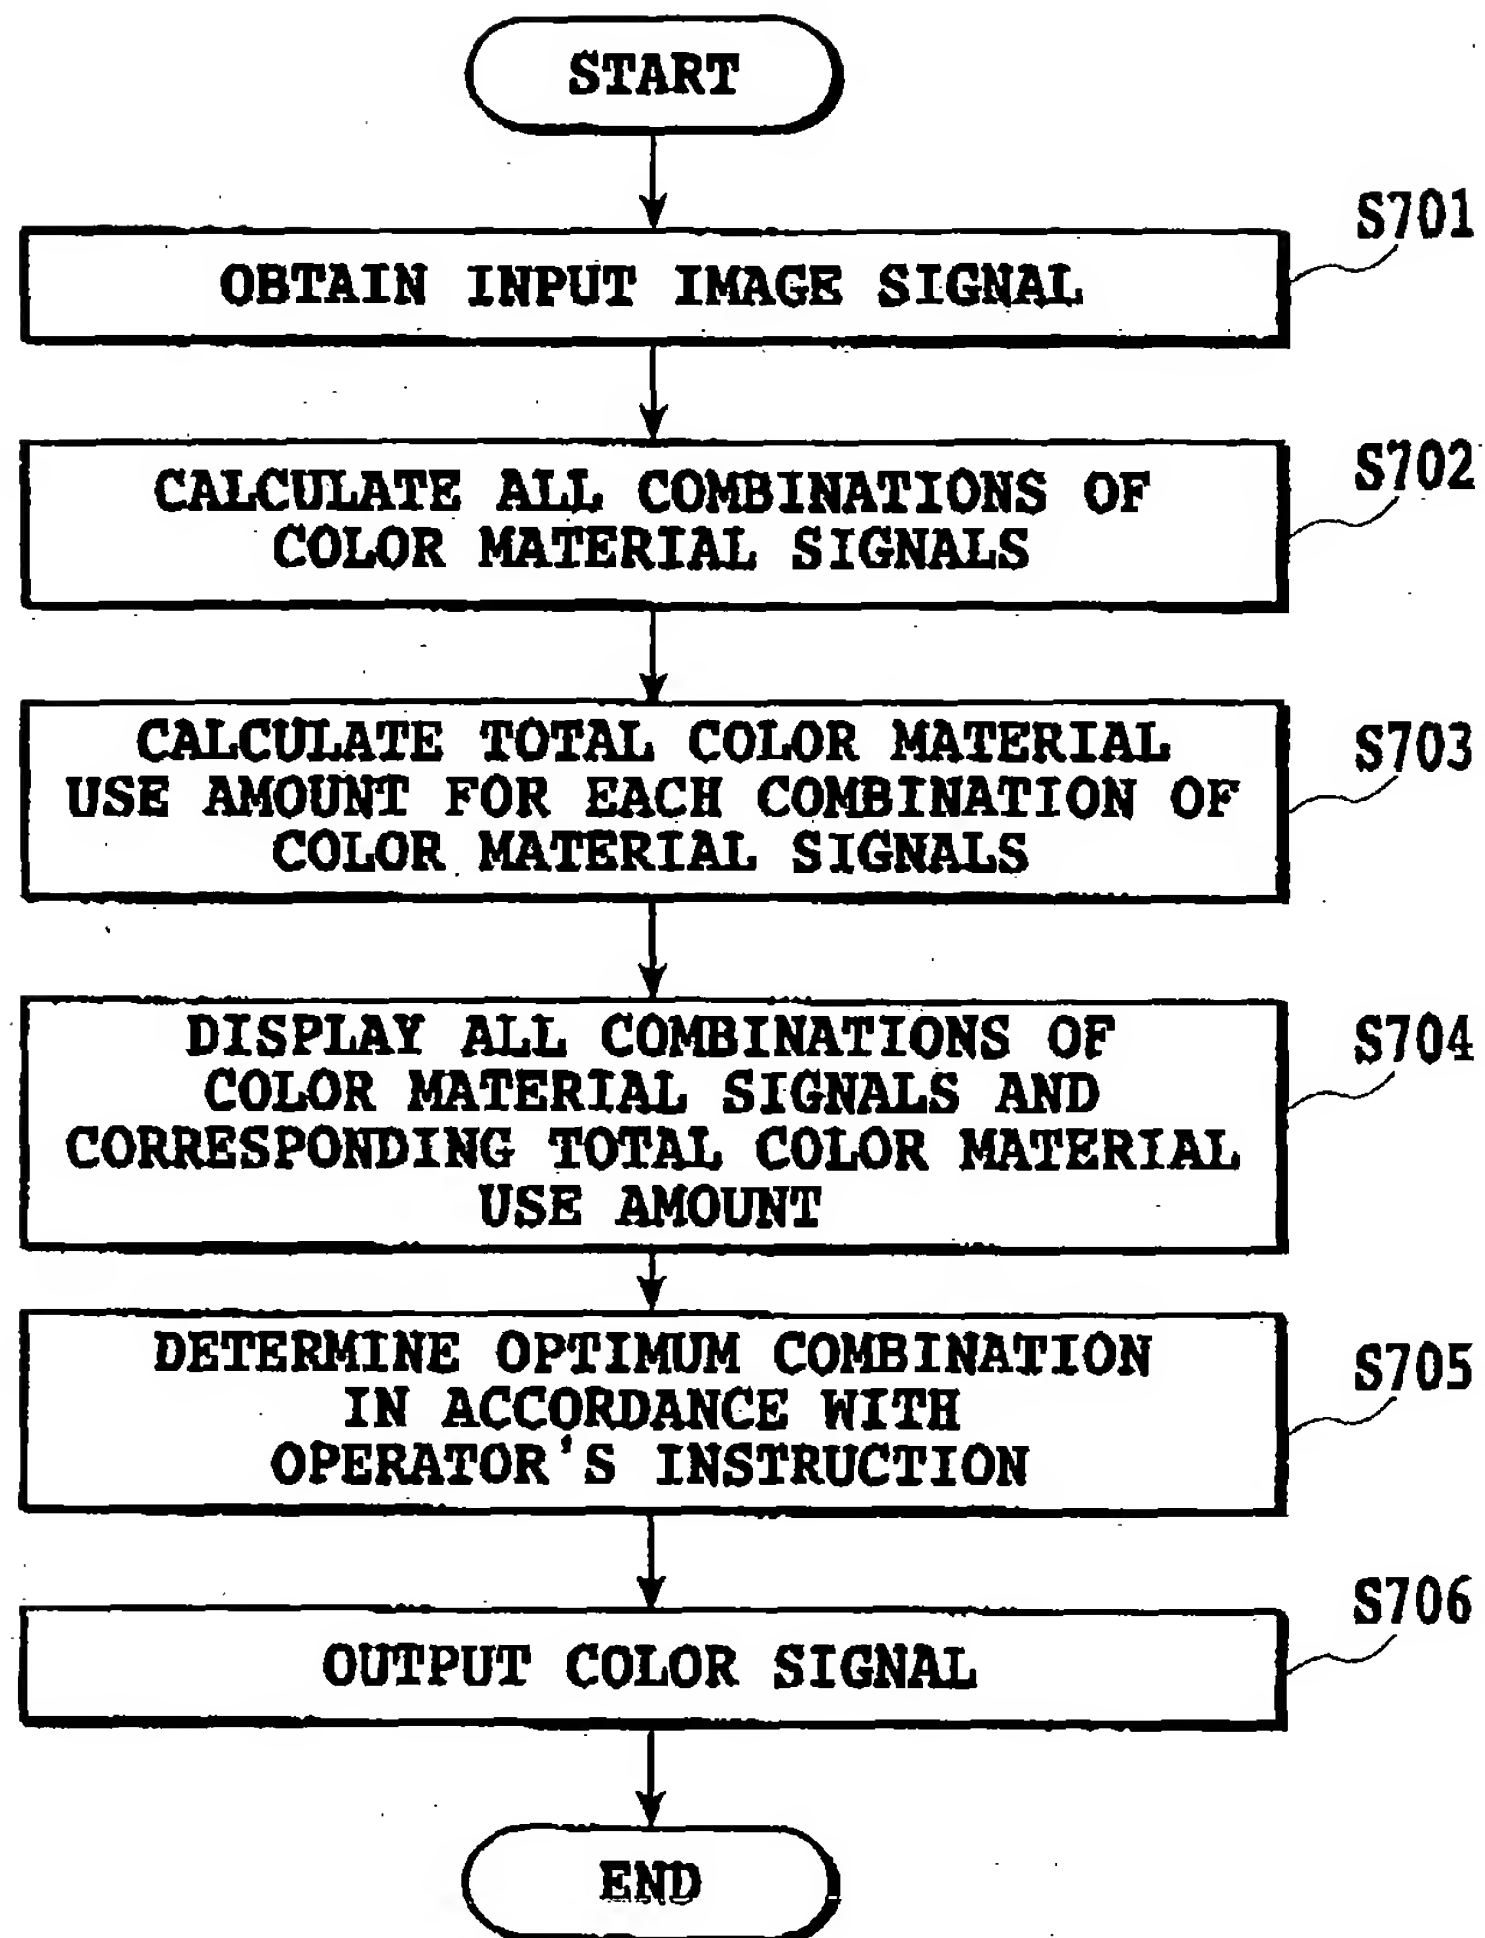 START
S701
OBTAIN INPUT IMAGE SIGNAL
S702
CALCULATE ALL COMBINATIONS OF
COLOR MATERIAL SIGNALS
S703
CALCULATE TOTAL COLOR MATERIAL
USE AMOUNT FOR EACH COMBINATION OF
COLOR MATERIAL SIGNALS
S704
DISPLAY ALL COMBINATIONS OF
COLOR MATERIAL SIGNALS AND
CORRESPONDING TOTAL COLOR MATERIAL
USE AMOUNT
S705
DETERMINE OPTIMUM COMBINATION
IN ACCORDANCE WITH
OPERATOR'S INSTRUCTION
S706
OUTPUT COLOR SIGNAL
END